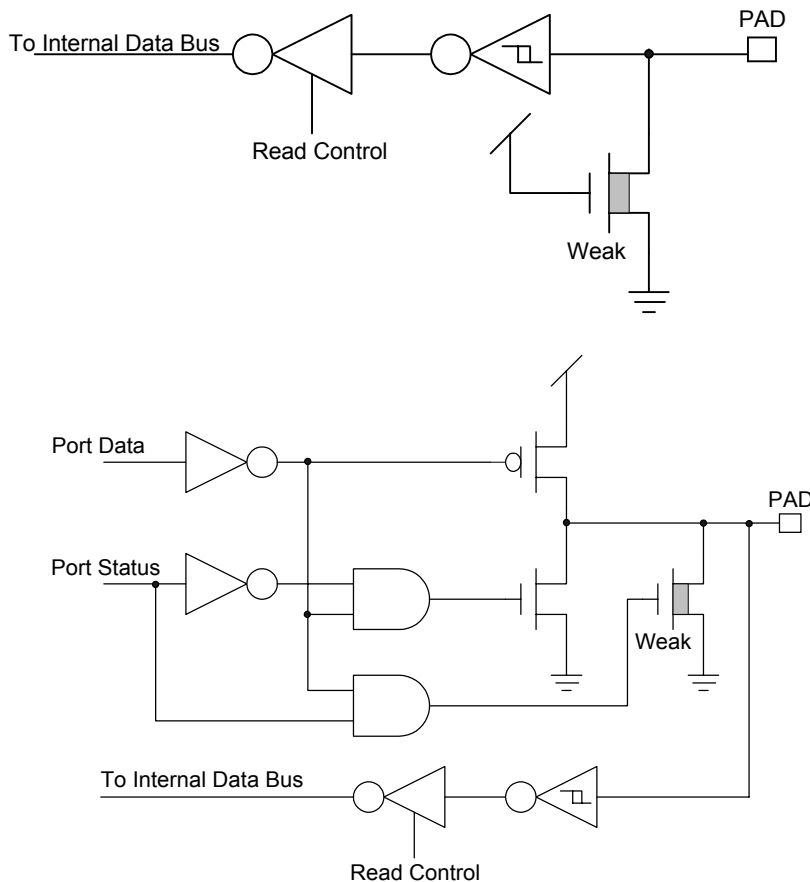 PAD
To Internal Data Bus
Read Control
Weak
Port Data
PAD
Port Status
Weak
To Internal Data Bus
Read Control